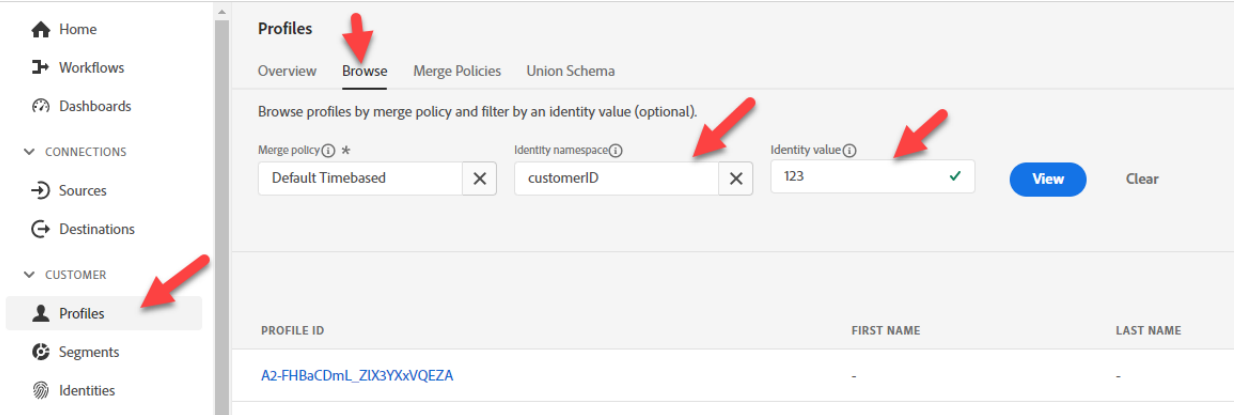 Home
Workflows
Dashboards
CONNECTIONS
Sources
Destinations
CUSTOMER
Profiles
Segments
Identities
Profiles
Overview Browse Merge Policies Union Schema
Browse profiles by merge policy and filter by an identity value (optional).
Merge policy * Identity namespace Identity value
Default Timebased customerID 123 View Clear
PROFILE ID FIRST NAME LAST NAME
A2-FHBaCDmL_ZlX3YXxVQEZA - -